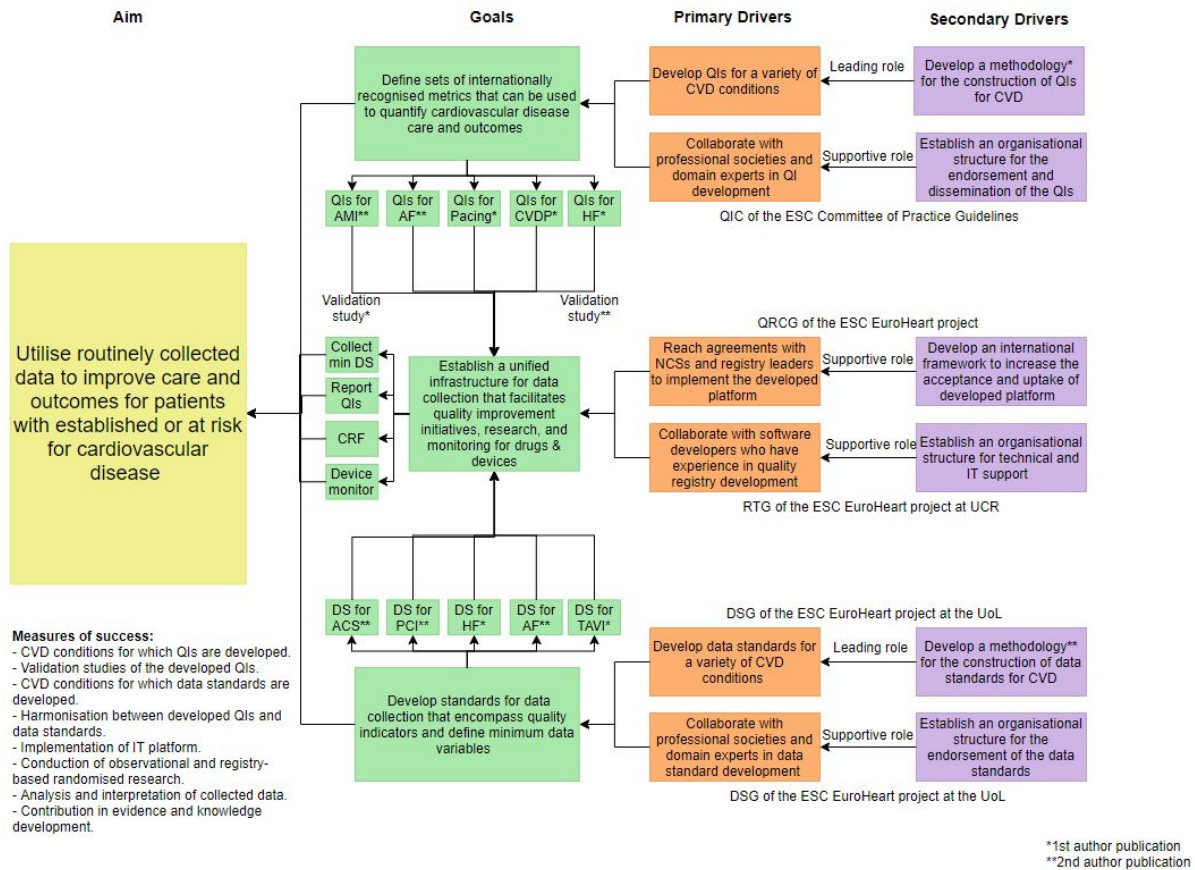 Aim
Goals
Primary Drivers
Secondary Drivers
Define sets of internationally
recognised metrics that can be used
to quantify cardiovascular disease
care and outcomes
Develop QIs for a variety of
CVD conditions
Leading role
Develop a methodology*
for the construction of QIs
for CVD
Collaborate with
professional societies and
domain experts in QI
development
Supportive role
Establish an organisational
structure for the
endorsement and
dissemination of the QIs
QIC of the ESC Committee of Practice Guidelines
QIs for
AMI**
QIs for
AF**
QIs for
Pacing*
QIs for
CVDP*
QIs for
HF*
Validation
study*
Validation
study**
Utilise routinely collected
data to improve care and
outcomes for patients
with established or at risk
for cardiovascular
disease
Collect
min DS
Report
QIs
CRF
Device
monitor
Establish a unified
infrastructure for data
collection that facilitates
quality improvement
initiatives, research, and
monitoring for drugs &
devices
QRCG of the ESC EuroHeart project
Reach agreements with
NCSs and registry leaders
to implement the developed
platform
Supportive role
Develop an international
framework to increase the
acceptance and uptake of
developed platform
Collaborate with software
developers who have
experience in quality
registry development
Supportive role
Establish an organisational
structure for technical and
IT support
RTG of the ESC EuroHeart project at UCR
DS for
ACS**
DS for
PCI**
DS for
HF*
DS for
AF**
DS for
TAVI*
DSG of the ESC EuroHeart project at the UoL
Develop data standards for
a variety of CVD
conditions
Leading role
Develop a methodology**
for the construction of data
standards for CVD
Develop standards for data
collection that encompass quality
indicators and define minimum data
variables
Collaborate with
professional societies and
domain experts in data
standard development
Supportive role
Establish an organisational
structure for the
endorsement of the data
standards
DSG of the ESC EuroHeart project at the UoL
Measures of success:
- CVD conditions for which QIs are developed.
- Validation studies of the developed QIs.
- CVD conditions for which data standards are
developed.
- Harmonisation between developed QIs and
data standards.
- Implementation of IT platform.
- Conduction of observational and registry-
based randomised research.
- Analysis and interpretation of collected data.
- Contribution in evidence and knowledge
development.
*1st author publication
**2nd author publication